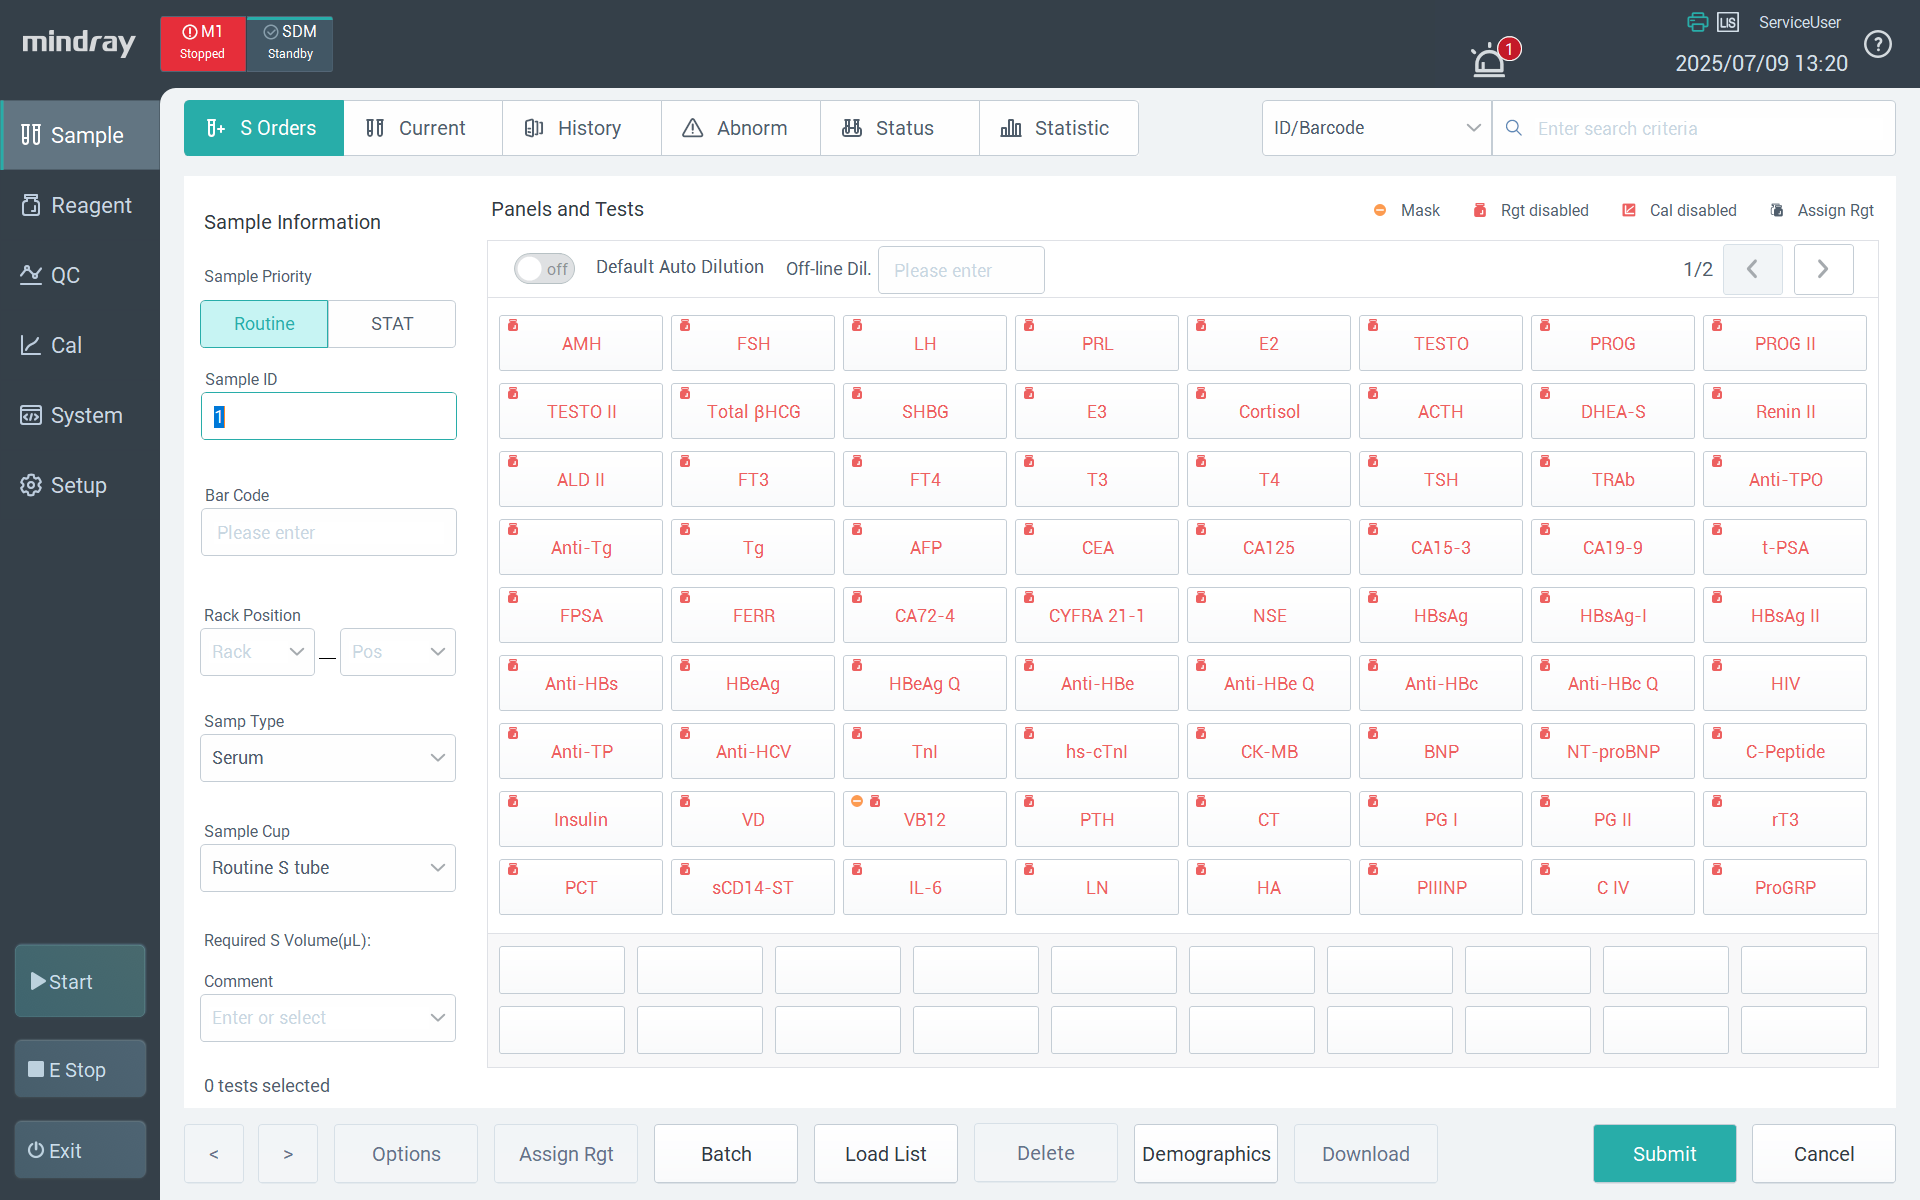 mindray
M1
Stopped
SDM
Standby
1
LIS
ServiceUser
2025/07/09 13:20
Sample
Reagent
QC
Cal
System
Setup
Start
E Stop
Exit
S Orders
Current
History
Abnorm
Status
Statistic
ID/Barcode
Enter search criteria
Sample Information
Sample Priority
Routine
STAT
Sample ID
1
Bar Code
Please enter
Rack Position
Rack
Pos
Samp Type
Serum
Sample Cup
Routine S tube
Required S Volume(µL):
Comment
Enter or select
0 tests selected
Panels and Tests
Mask
Rgt disabled
Cal disabled
Assign Rgt
off
Default Auto Dilution
Off-line Dil.
Please enter
1/2
AMH
FSH
LH
PRL
E2
TESTO
PROG
PROG II
TESTO II
Total βHCG
SHBG
E3
Cortisol
ACTH
DHEA-S
Renin II
ALD II
FT3
FT4
T3
T4
TSH
TRAb
Anti-TPO
Anti-Tg
Tg
AFP
CEA
CA125
CA15-3
CA19-9
t-PSA
FPSA
FERR
CA72-4
CYFRA 21-1
NSE
HBsAg
HBsAg-I
HBsAg II
Anti-HBs
HBeAg
HBeAg Q
Anti-HBe
Anti-HBe Q
Anti-HBc
Anti-HBc Q
HIV
Anti-TP
Anti-HCV
TnI
hs-cTnI
CK-MB
BNP
NT-proBNP
C-Peptide
Insulin
VD
VB12
PTH
CT
PG I
PG II
rT3
PCT
sCD14-ST
IL-6
LN
HA
PIIINP
C IV
ProGRP
<
>
Options
Assign Rgt
Batch
Load List
Delete
Demographics
Download
Submit
Cancel